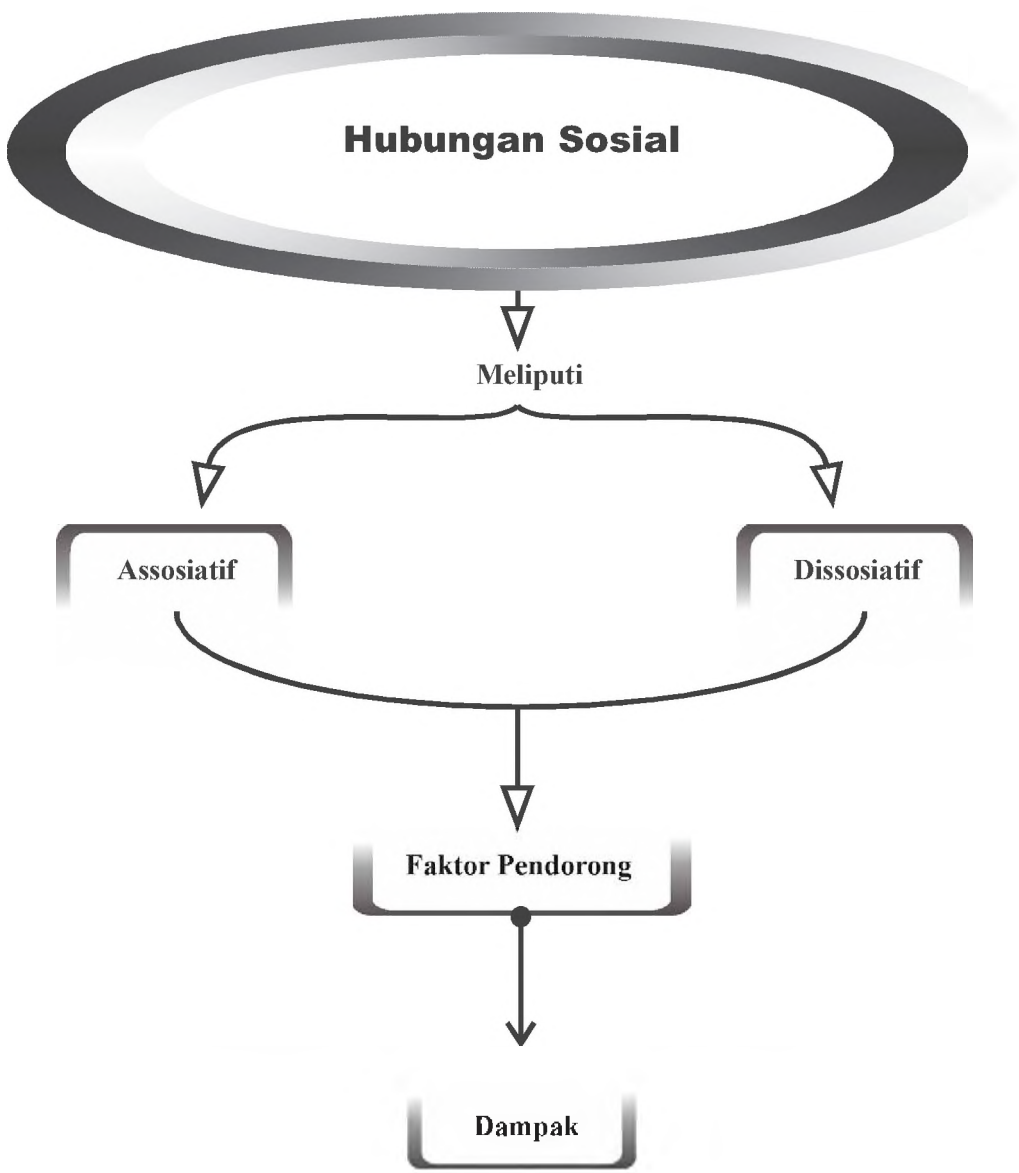 Hubungan Sosial
Meliputi
Assosiatif
Dissosiatif
Faktor Pendorong
Dampak